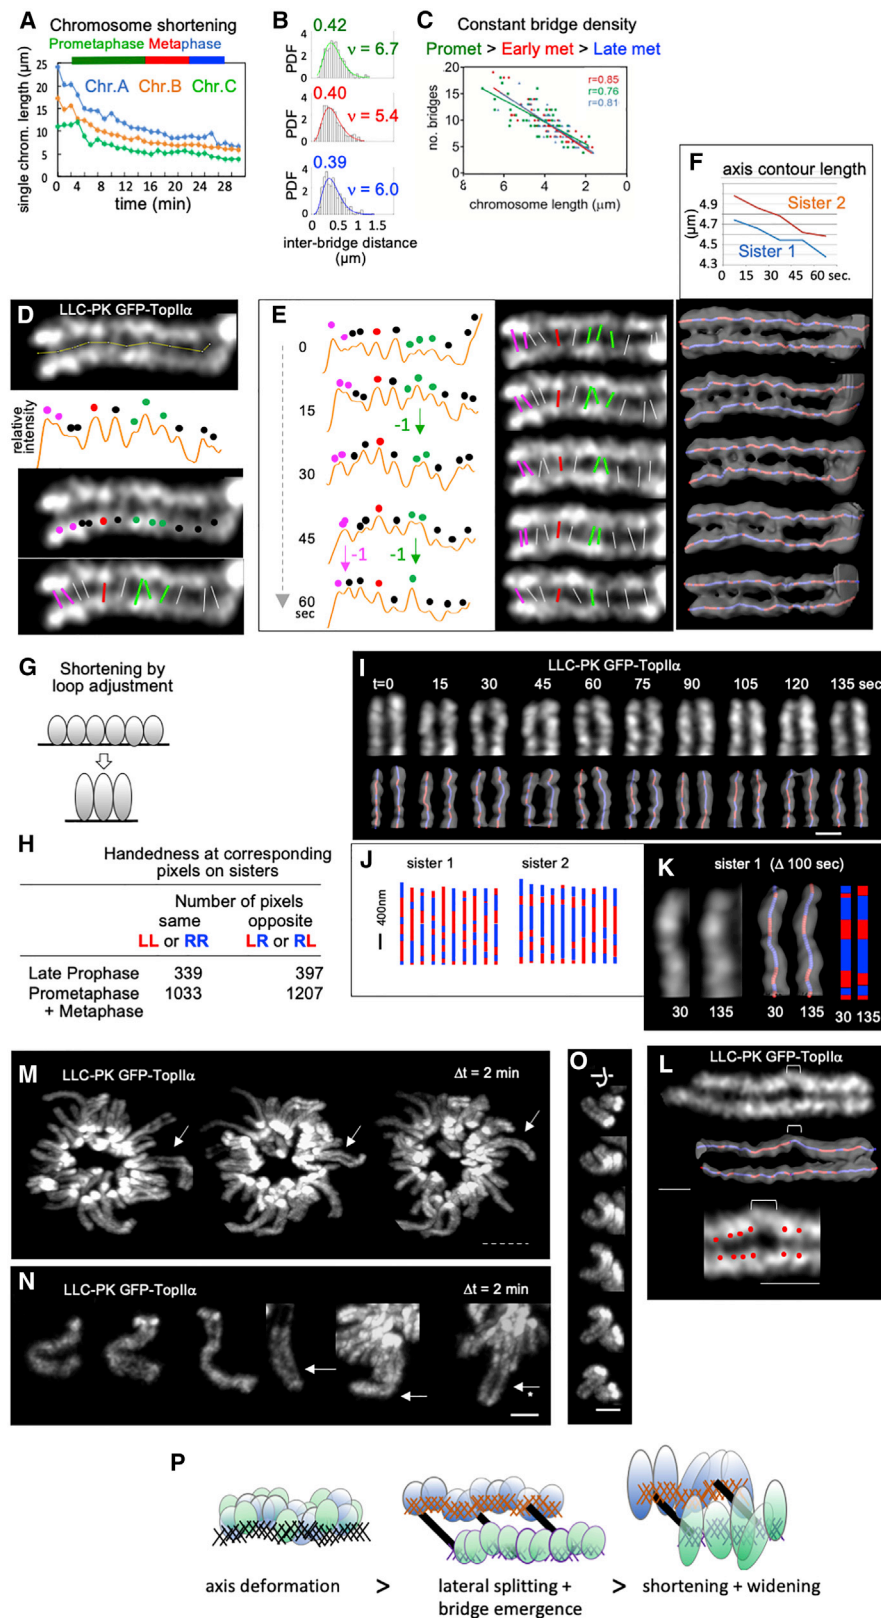 A
Chromosome shortening
Prometaphase Metaphase
single chrom. length (µm)
25
20
15
10
5
0
Chr.A
Chr.B
Chr.C
0 4 8 12 16 20 24 28
time (min)
B
0.42
ν = 6.7
PDF
4
2
0
0.40
ν = 5.4
PDF
4
2
0
0.39
ν = 6.0
PDF
4
2
0
0 0.5 1 1.5
inter-bridge distance
(µm)
C
Constant bridge density
Promet > Early met > Late met
no. bridges
20
15
10
5
0
r=0.85
r=0.76
r=0.81
8 6 4 2 0
chromosome length (µm)
F
axis contour length
(µm)
4.9
4.7
4.5
4.3
Sister 2
Sister 1
0 15 30 45 60 sec.
D
LLC-PK GFP-TopIIα
relative
intensity
E
0
15
-1
30
45
-1
-1
60
sec
G
Shortening by
loop adjustment
H
Handedness at corresponding
pixels on sisters
Number of pixels
same opposite
LL or RR LR or RL
Late Prophase 339 397
Prometaphase 1033 1207
+ Metaphase
I
LLC-PK GFP-TopIIα
t=0 15 30 45 60 75 90 105 120 135 sec
J
sister 1 sister 2
400nm
K
sister 1 (Δ 100 sec)
30 135 30 135 30 135
L
LLC-PK GFP-TopIIα
M
LLC-PK GFP-TopIIα
Δt = 2 min
N
LLC-PK GFP-TopIIα
Δt = 2 min
*
O
P
axis deformation > lateral splitting + > shortening + widening
bridge emergence